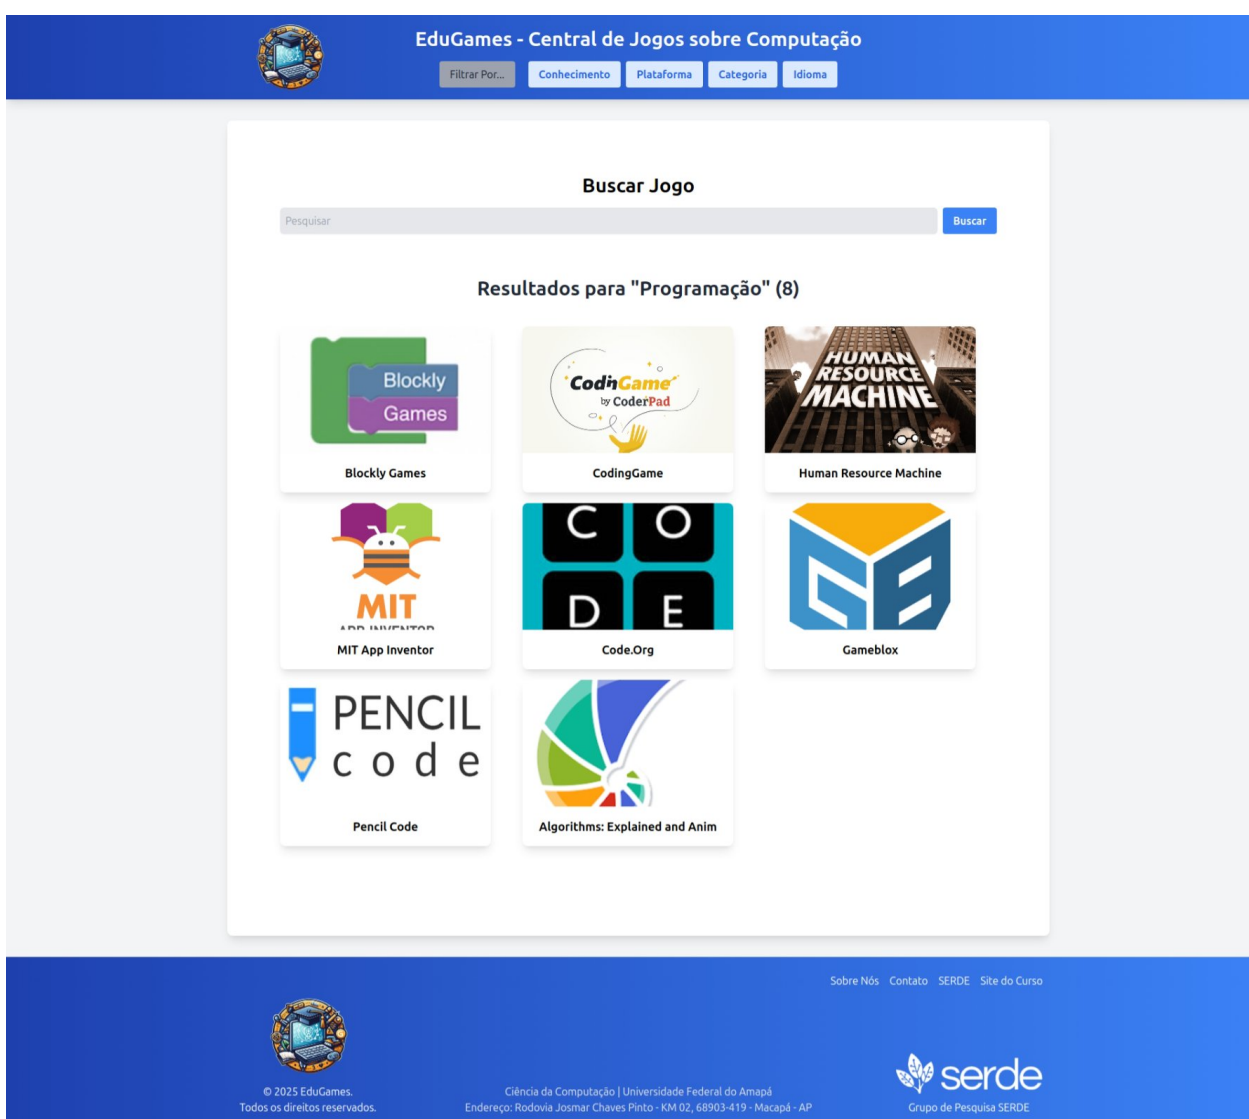 EduGames - Central de Jogos sobre Computação
Filtrar Por... Conhecimento Plataforma Categoria Idioma
Buscar Jogo
Pesquisar
Buscar
Resultados para "Programação" (8)
Blockly
Games
Blockly Games
CodinGame
by CoderPad
CodingGame
HUMAN
RESOURCE
MACHINE
Human Resource Machine
MIT
APP INVENTOR
MIT App Inventor
C O
D E
Code.Org
GB
Gameblox
PENCIL
code
Pencil Code
Algorithms: Explained and Anim
Sobre Nós Contato SERDE Site do Curso
© 2025 EduGames.
Todos os direitos reservados.
Ciência da Computação | Universidade Federal do Amapá
Endereço: Rodovia Josmar Chaves Pinto - KM 02, 68903-419 - Macapá - AP
serde
Grupo de Pesquisa SERDE